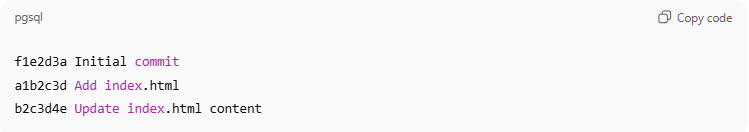 pgsql
Copy code
f1e2d3a Initial commit
a1b2c3d Add index.html
b2c3d4e Update index.html content